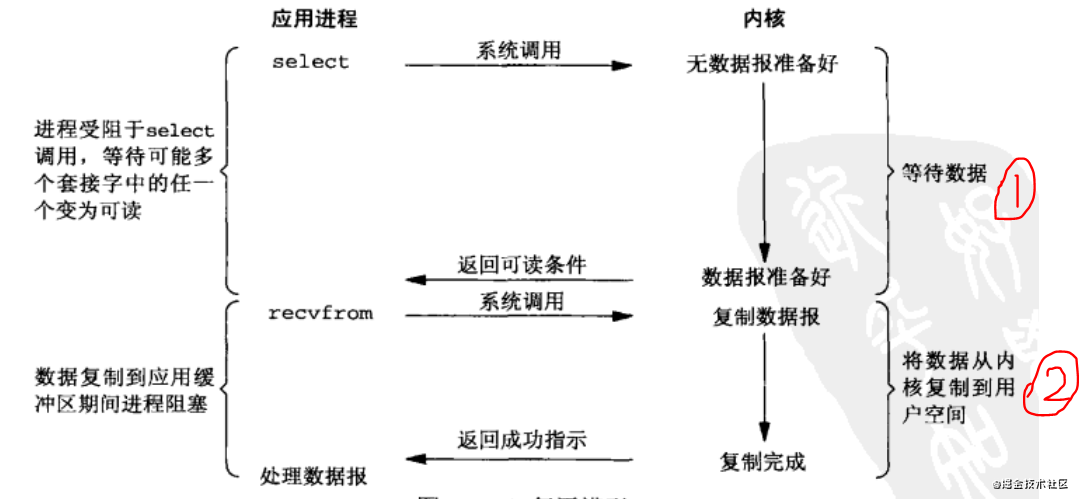 应用进程
内核
select
系统调用
无数据报准备好
进程受阻于select
调用，等待可能多
个套接字中的任一
个变为可读
等待数据
1
返回可读条件
数据报准备好
recvfrom
系统调用
复制数据报
数据复制到应用缓
冲区期间进程阻塞
将数据从内
核复制到用
户空间
2
返回成功指示
复制完成
处理数据报
@掘金技术社区